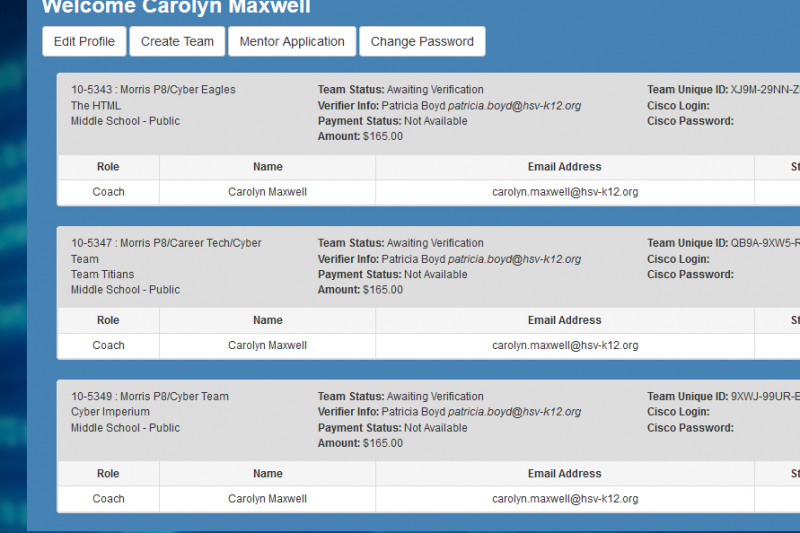 Welcome Carolyn Maxwell
Edit Profile Create Team Mentor Application Change Password
10-5343 : Morris P8/Cyber Eagles
The HTML
Middle School - Public
Team Status: Awaiting Verification
Verifier Info: Patricia Boyd patricia.boyd@hsv-k12.org
Payment Status: Not Available
Amount: $165.00
Team Unique ID: XJ9M-29NN-Z
Cisco Login:
Cisco Password:
Role Name Email Address St
Coach Carolyn Maxwell carolyn.maxwell@hsv-k12.org
10-5347 : Morris P8/Career Tech/Cyber
Team
Team Titians
Middle School - Public
Team Status: Awaiting Verification
Verifier Info: Patricia Boyd patricia.boyd@hsv-k12.org
Payment Status: Not Available
Amount: $165.00
Team Unique ID: QB9A-9XW5-R
Cisco Login:
Cisco Password:
Role Name Email Address St
Coach Carolyn Maxwell carolyn.maxwell@hsv-k12.org
10-5349 : Morris P8/Cyber Team
Cyber Imperium
Middle School - Public
Team Status: Awaiting Verification
Verifier Info: Patricia Boyd patricia.boyd@hsv-k12.org
Payment Status: Not Available
Amount: $165.00
Team Unique ID: 9XWJ-99UR-E
Cisco Login:
Cisco Password:
Role Name Email Address St
Coach Carolyn Maxwell carolyn.maxwell@hsv-k12.org